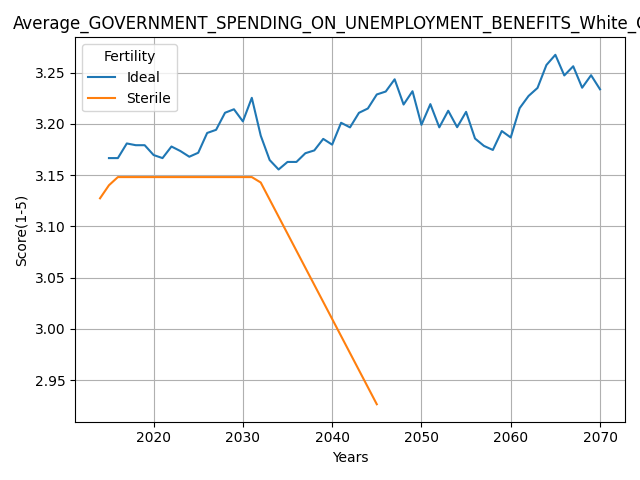 Average_GOVERNMENT_SPENDING_ON_UNEMPLOYMENT_BENEFITS_White_
Fertility
Ideal
Sterile
Score(1-5)
3.25
3.20
3.15
3.10
3.05
3.00
2.95
2020 2030 2040 2050 2060 2070
Years